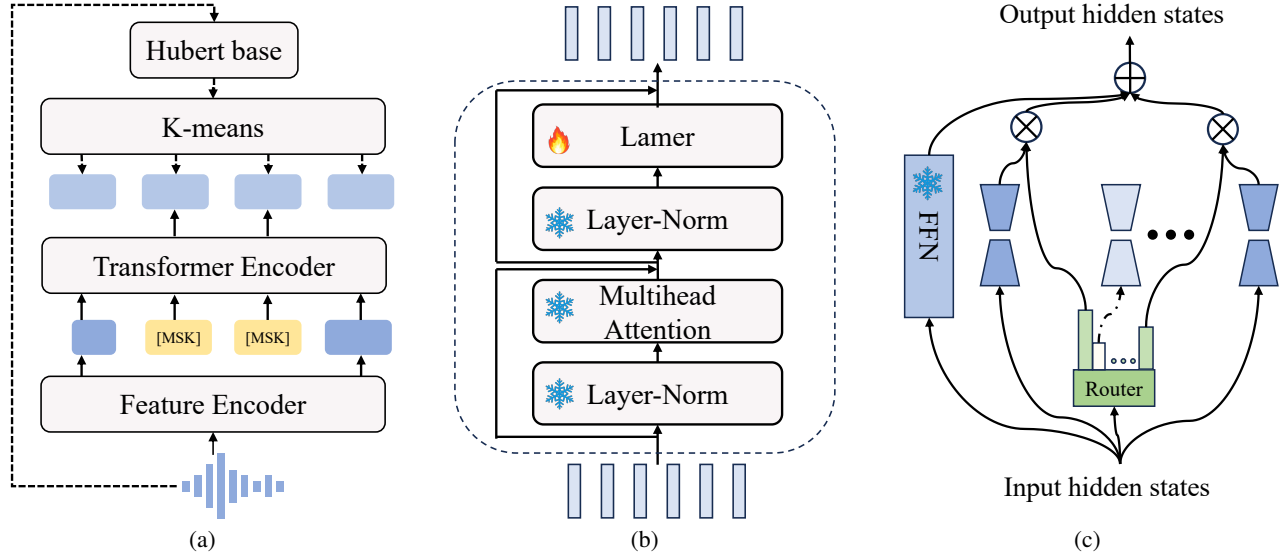 Hubert base
K-means
Transformer Encoder
[MSK]
[MSK]
Feature Encoder
(a)
Lamer
Layer-Norm
Multihead
Attention
Layer-Norm
(b)
Output hidden states
FFN
Router
Input hidden states
(c)